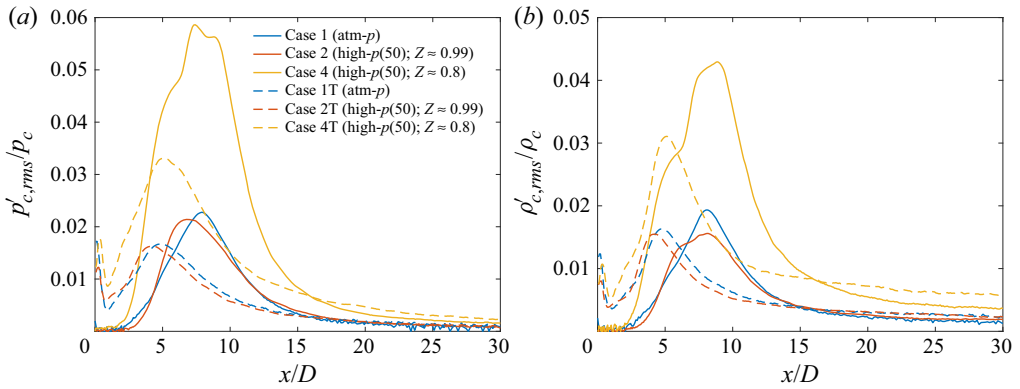 (a)
(b)
0.06
0.05
0.04
0.03
0.02
0.01
0
5
10
15
20
25
30
x/D
p′c,rms/pc
Case 1 (atm-p)
Case 2 (high-p(50); Z ≈ 0.99)
Case 4 (high-p(50); Z ≈ 0.8)
Case 1T (atm-p)
Case 2T (high-p(50); Z ≈ 0.99)
Case 4T (high-p(50); Z ≈ 0.8)
0.05
0.04
0.03
0.02
0.01
0
5
10
15
20
25
30
x/D
ρ′c,rms/ρc